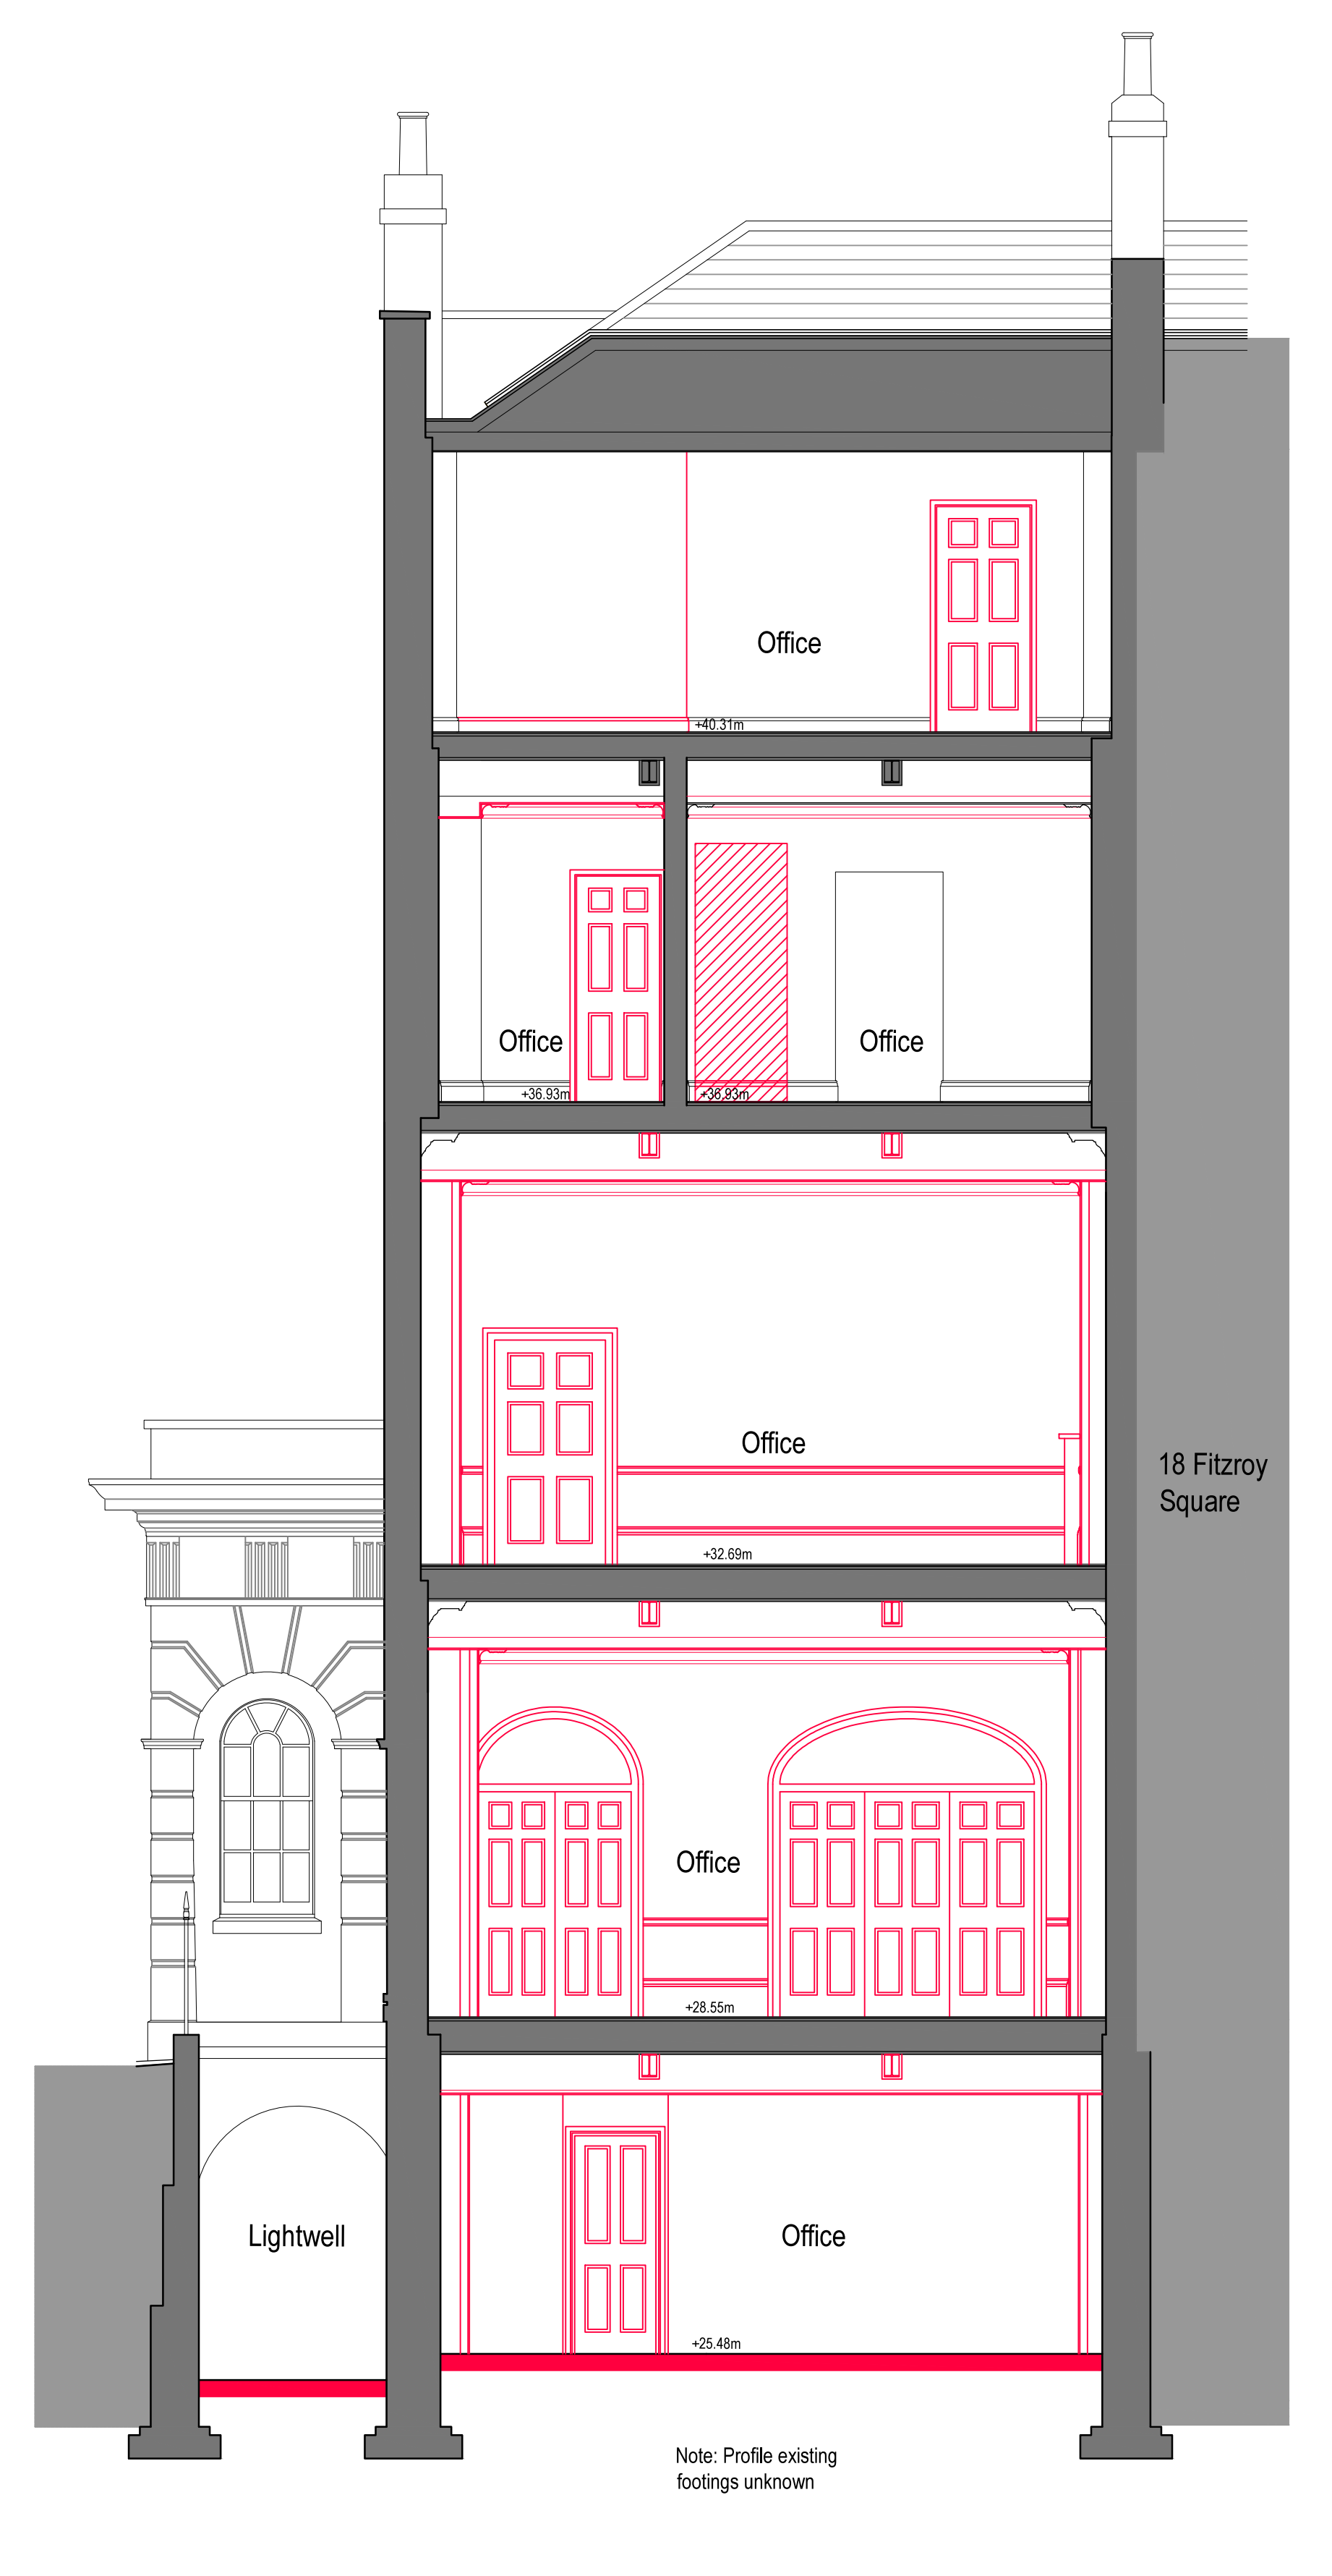 Office
+40.31m
Office
Office
+36.93m
+36.93m
Office
18 Fitzroy
Square
+32.69m
Office
+28.55m
Lightwell
Office
+25.48m
Note: Profile existing
footings unknown